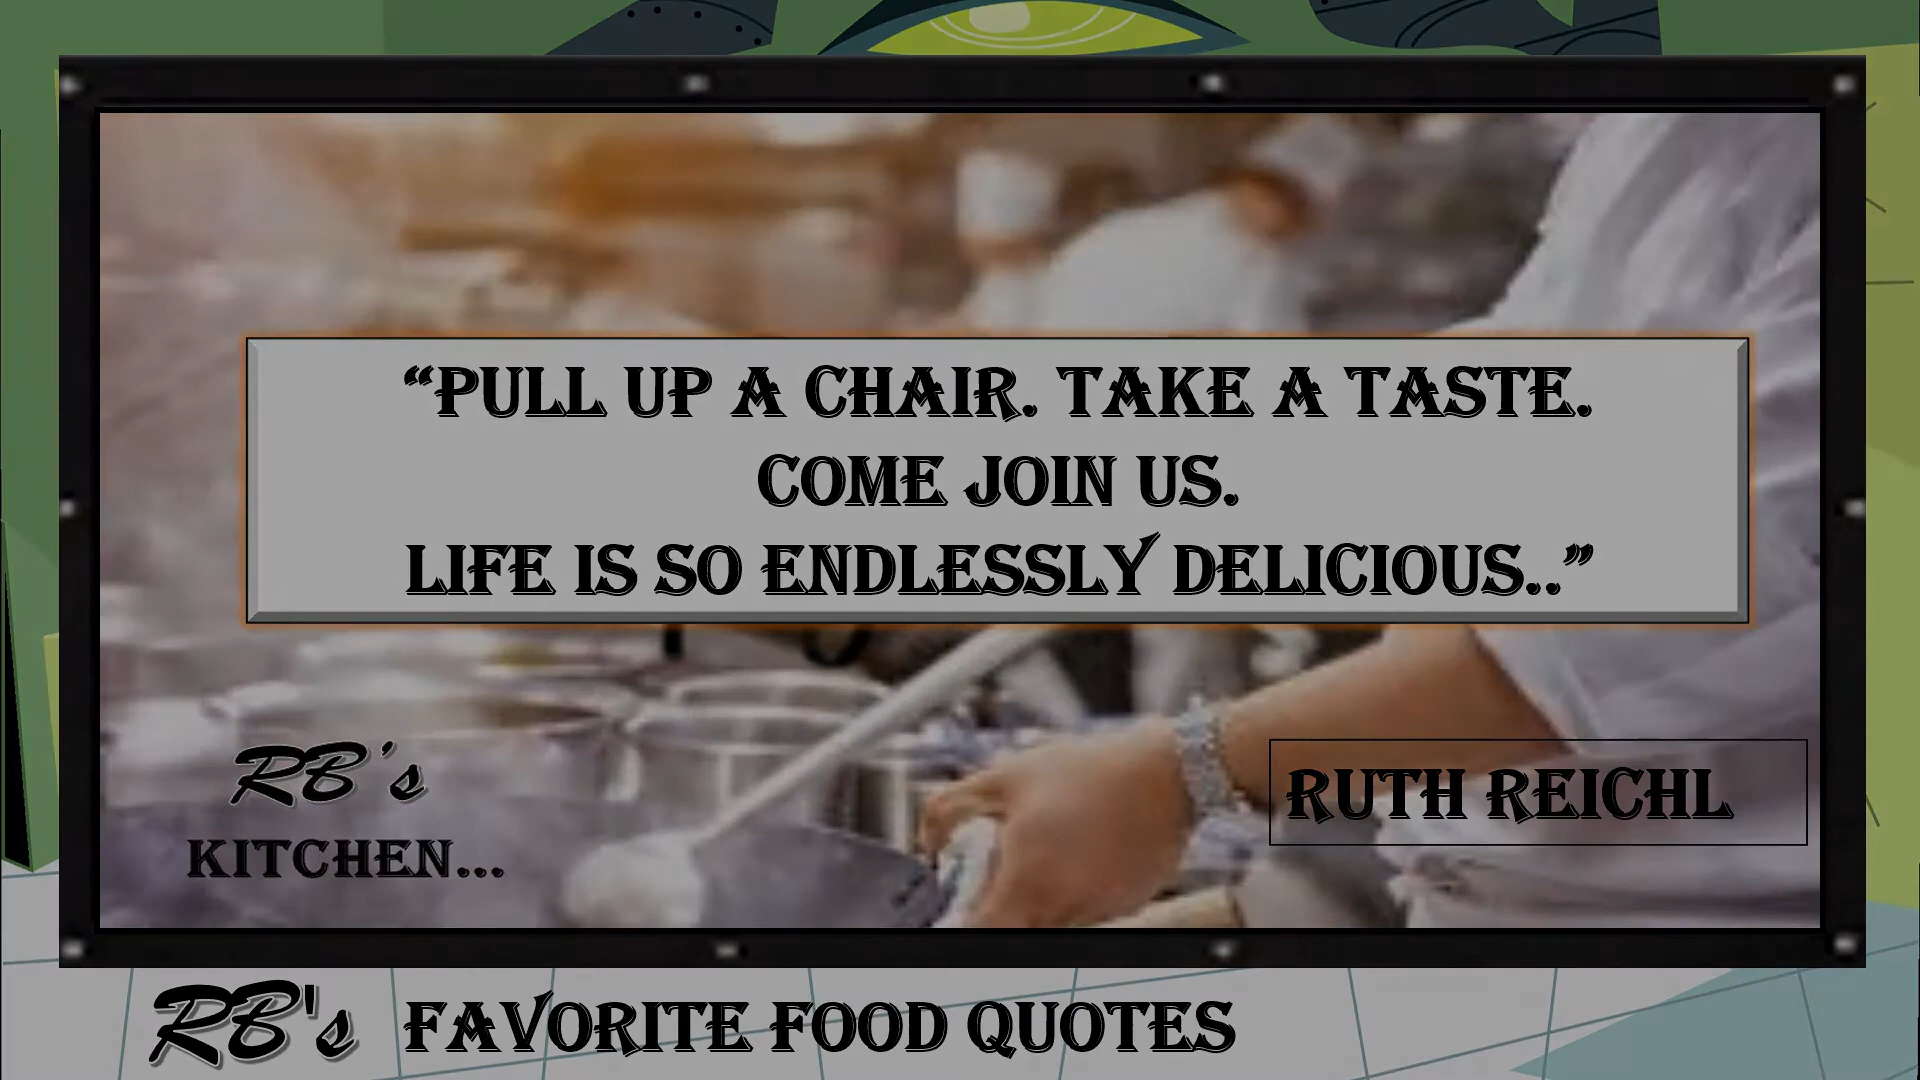 “PULL UP A CHAIR. TAKE A TASTE.
COME JOIN US.
LIFE IS SO ENDLESSLY DELICIOUS..”
RB's
KITCHEN...
RUTH REICHL
RB's FAVORITE FOOD QUOTES